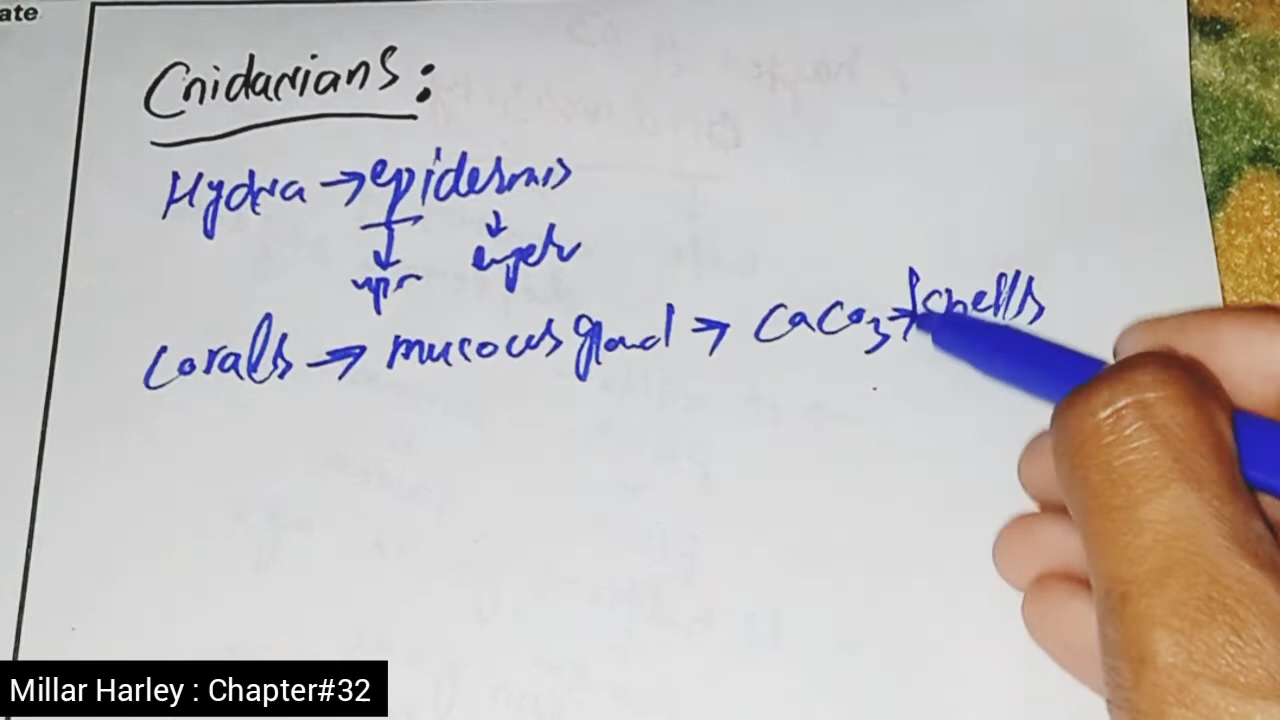 ate
Cnidarians:
Hydra → epidermis
↓ ↓
Corals → mucous gland → CaCO3 → shells
Millar Harley : Chapter#32